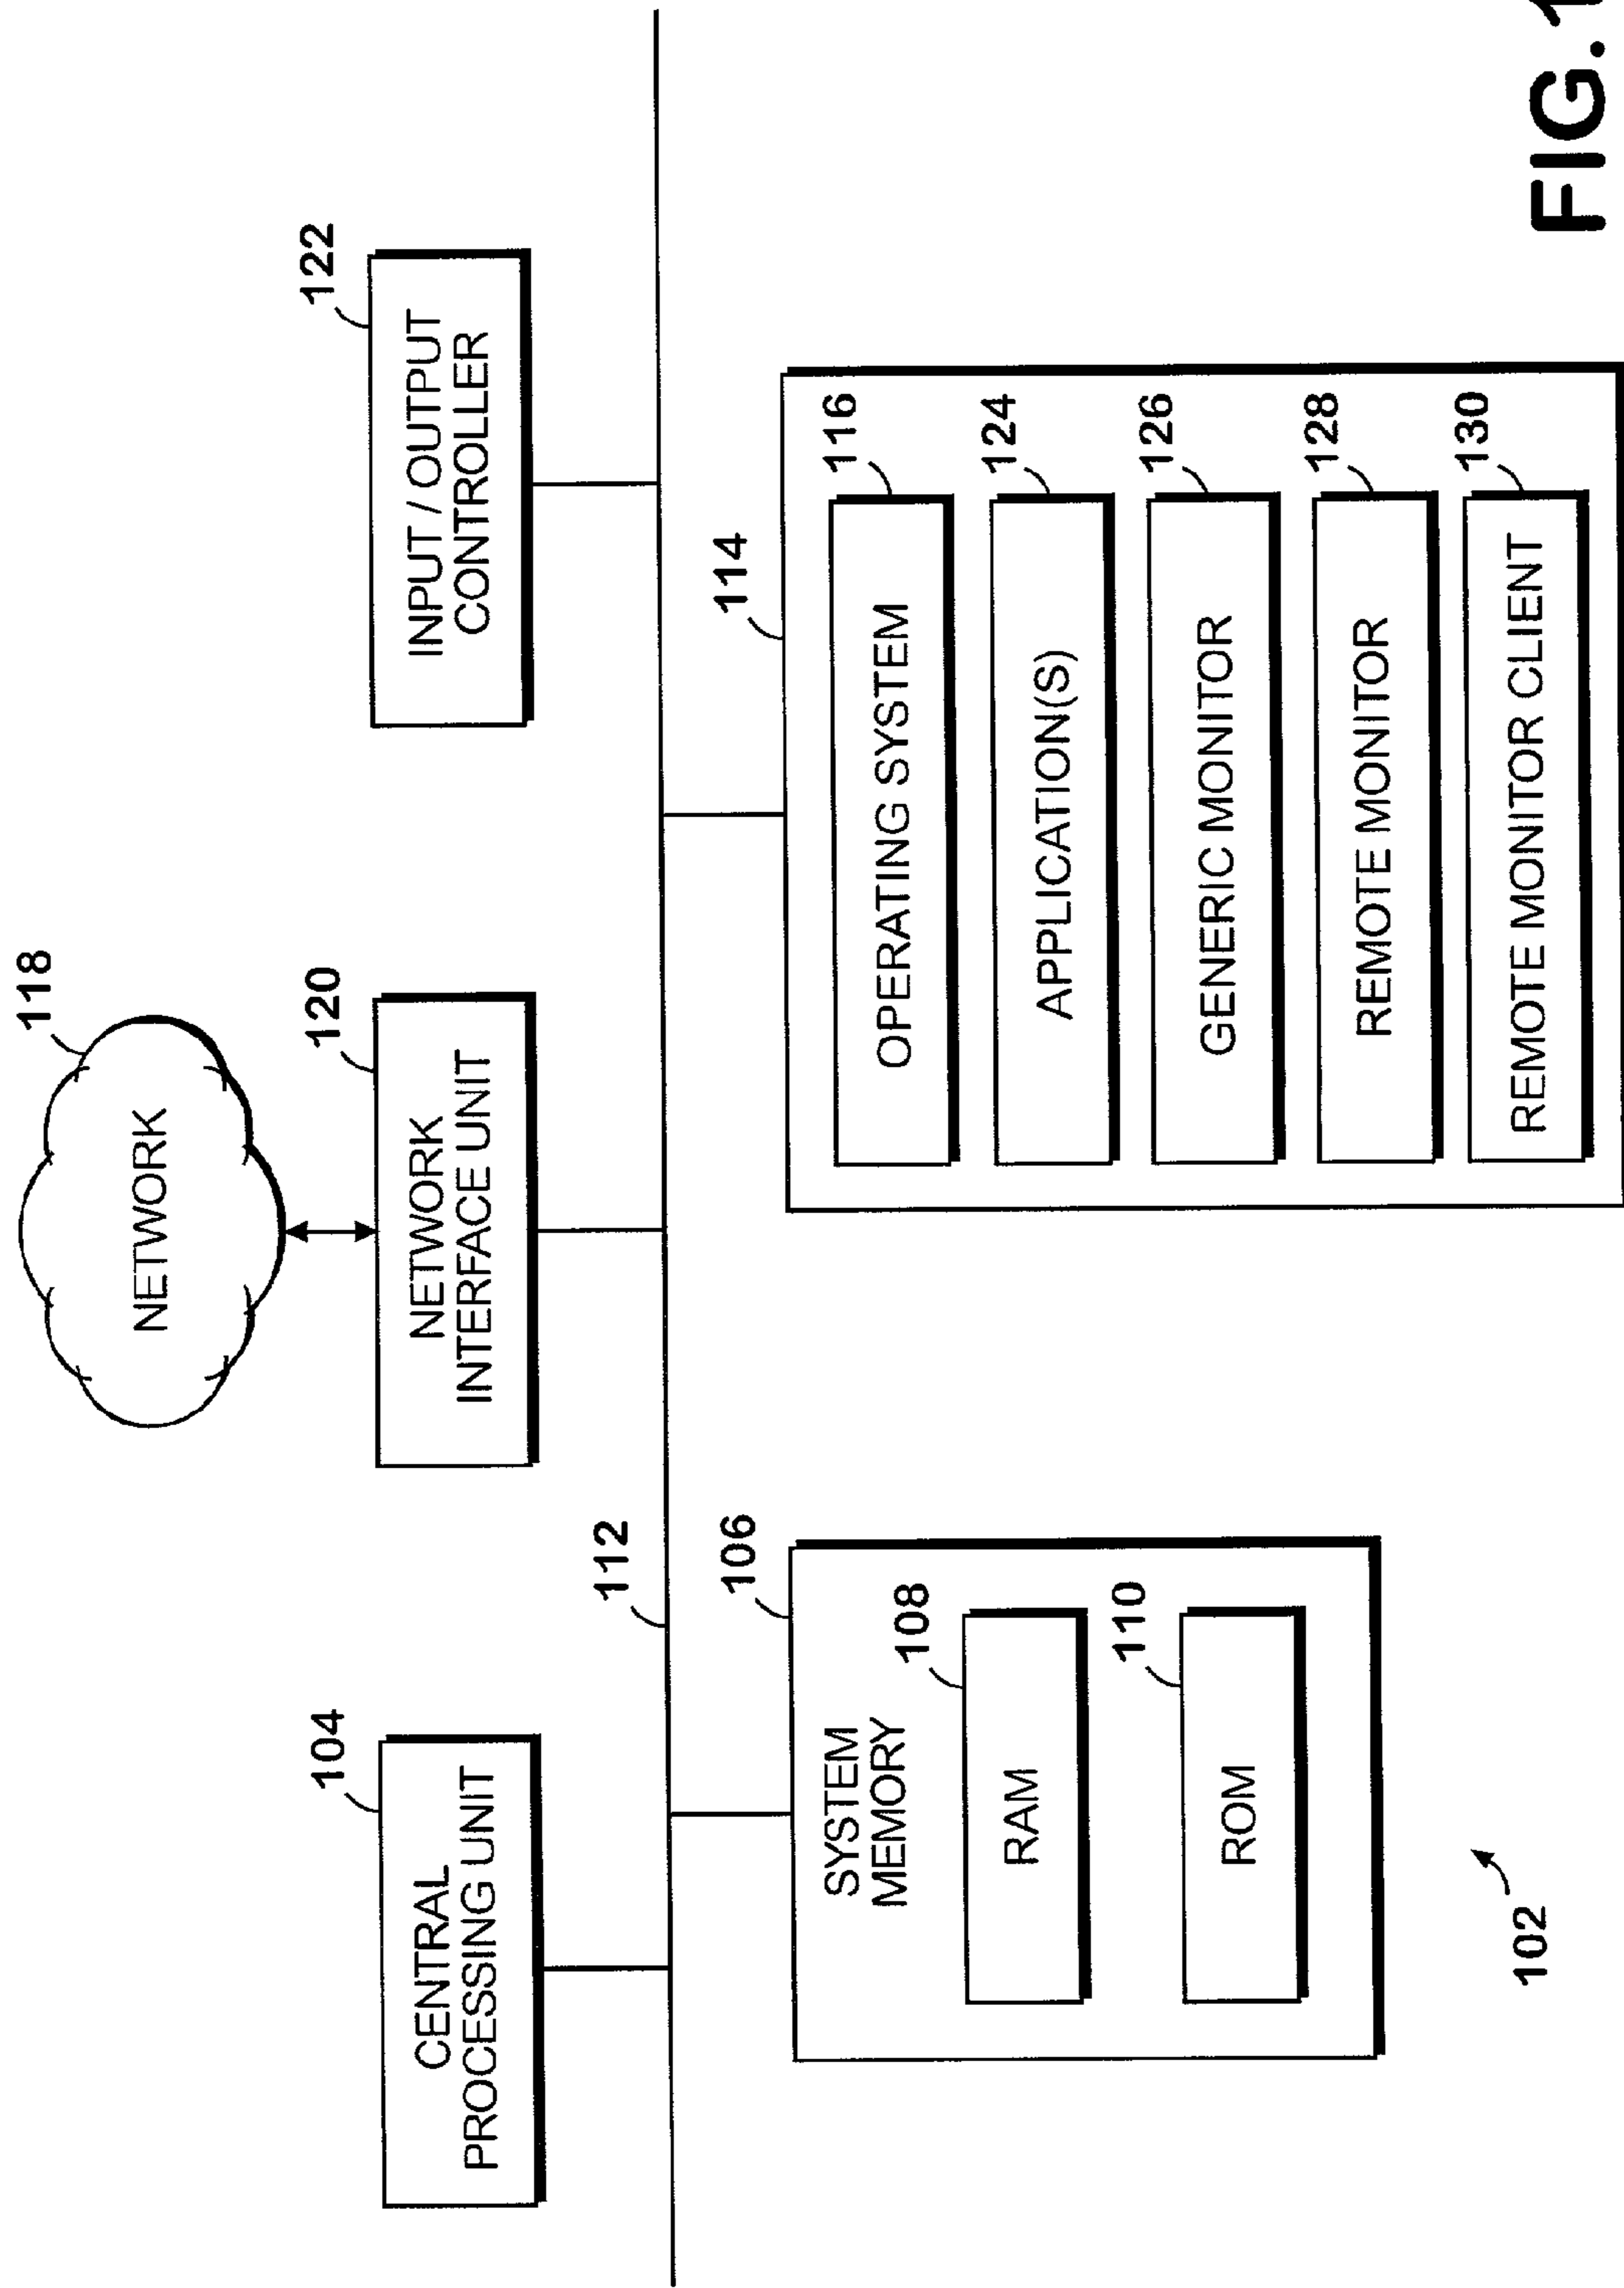 118
NETWORK
104
CENTRAL
PROCESSING UNIT
120
NETWORK
INTERFACE UNIT
122
INPUT / OUTPUT
CONTROLLER
112
106
SYSTEM
MEMORY
108
RAM
110
ROM
114
116
OPERATING SYSTEM
124
APPLICATION(S)
126
GENERIC MONITOR
128
REMOTE MONITOR
130
REMOTE MONITOR CLIENT
102
FIG.1